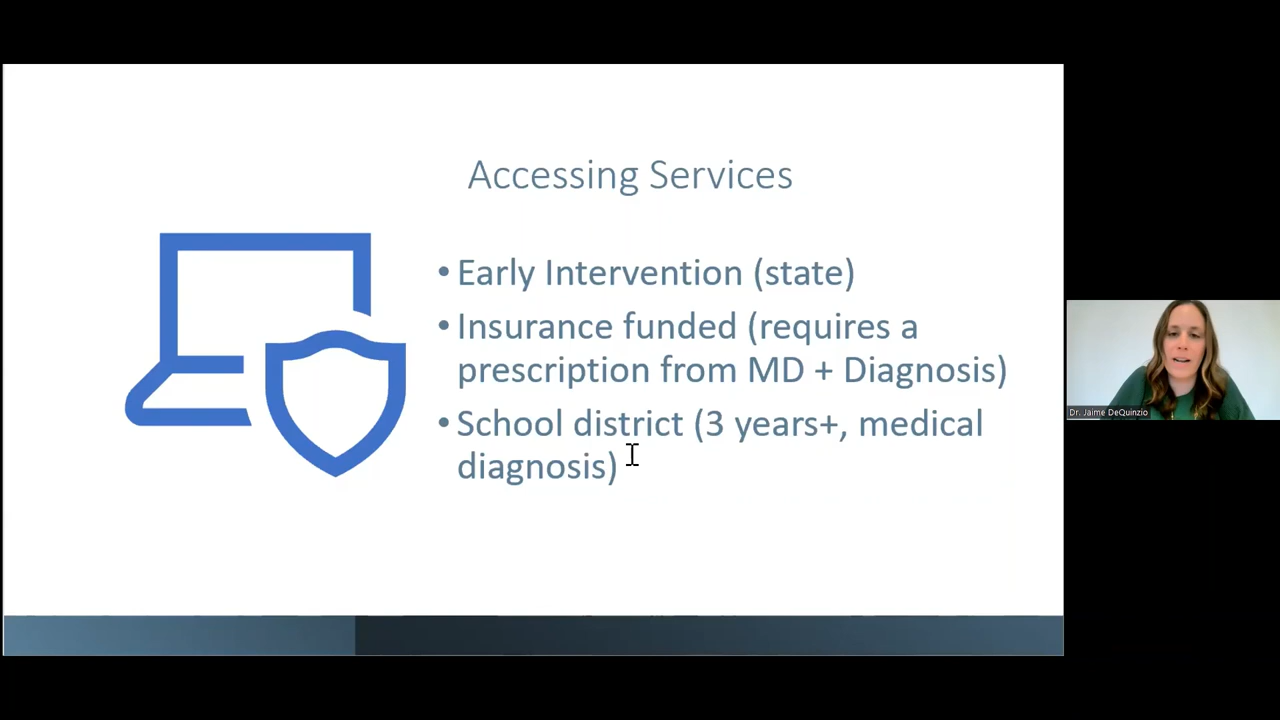 Accessing Services
• Early Intervention (state)
• Insurance funded (requires a
prescription from MD + Diagnosis)
• School district (3 years+, medical
diagnosis)
Dr. Jaime DeQuinzio